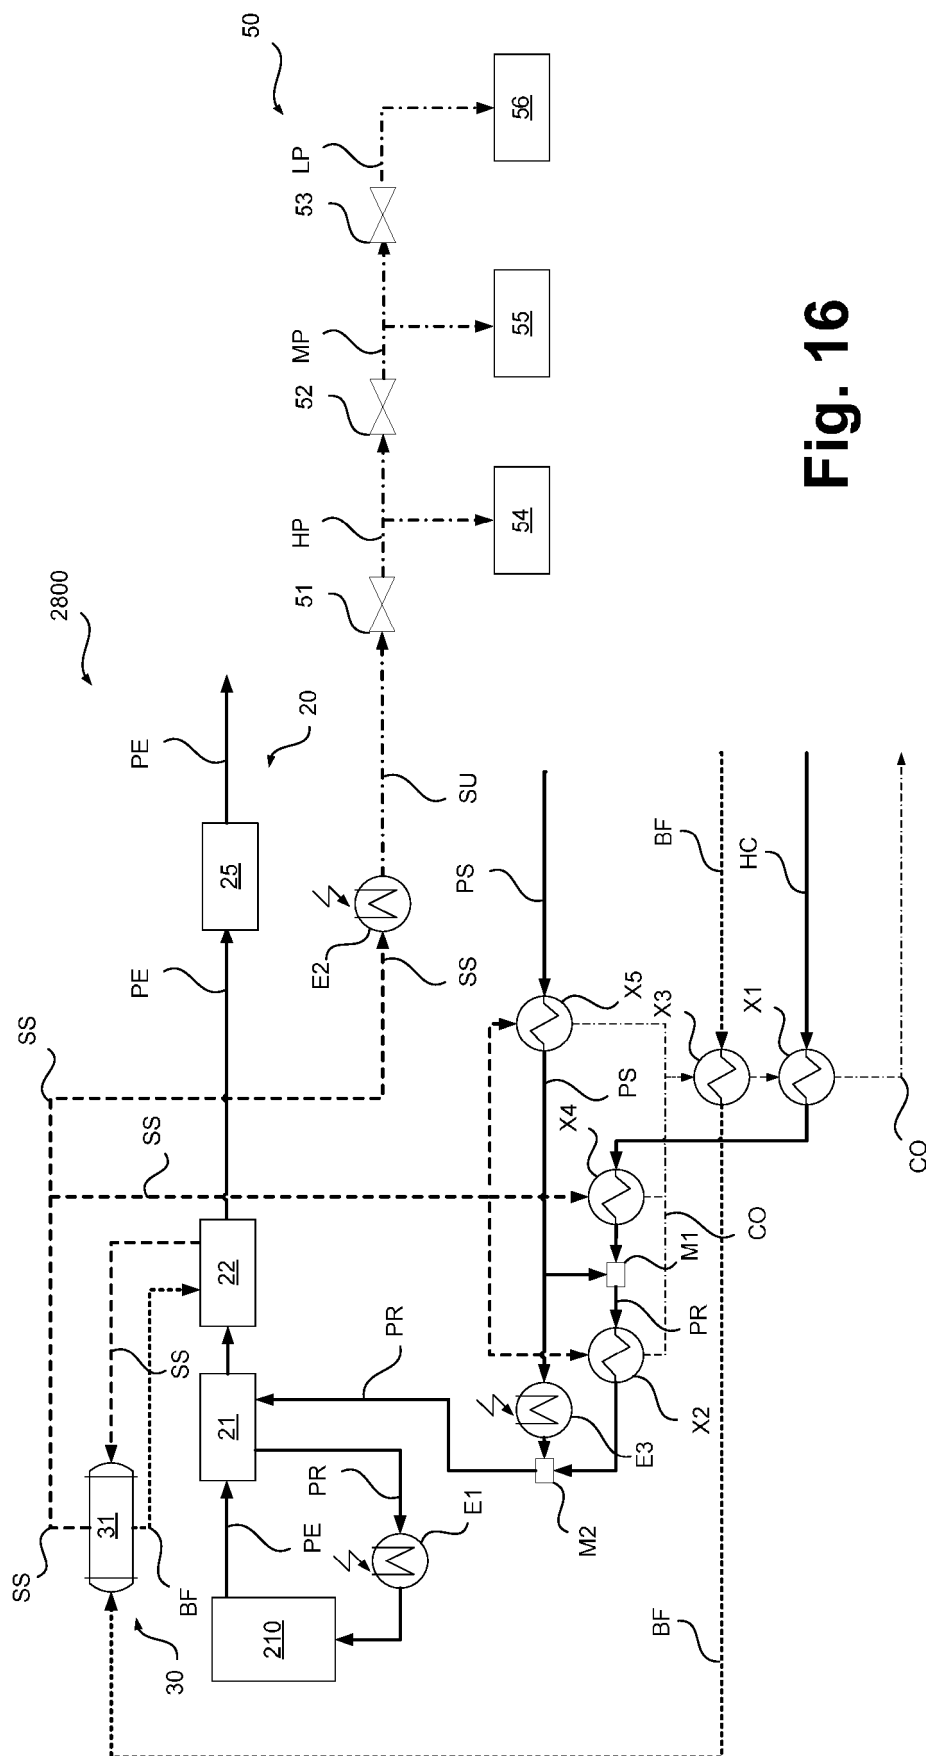 50
LP
53
56
MP
52
55
HP
51
54
2800
PE
20
25
SU
E2
PE
SS
SS
SS
SS
22
21
PE
PR
PR
E1
210
31
SS
BF
30
PS
X5
PS
X4
BF
X3
HC
X1
CO
CO
M1
PR
X2
E3
M2
BF
Fig. 16